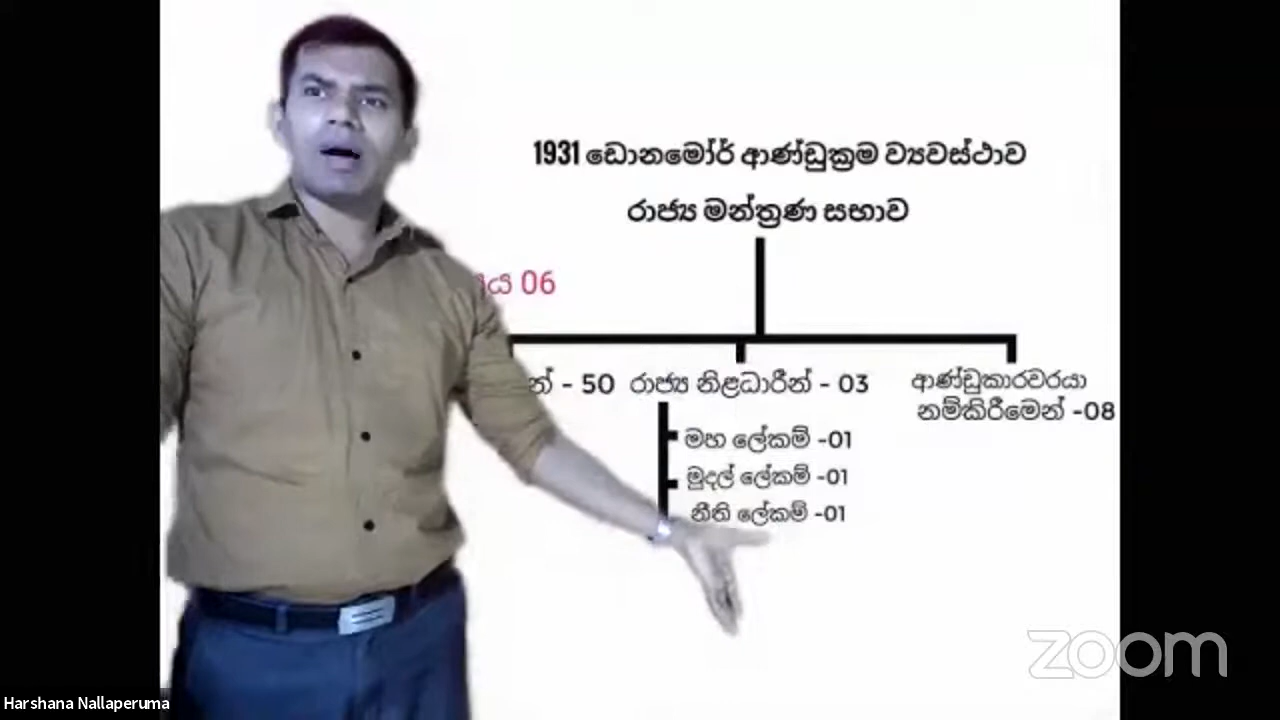 1931 ඩොනමෝර් ආණ්ඩුක්‍රම ව්‍යවස්ථාව
රාජ්‍ය මන්ත්‍රණ සභාව
06
- 50
රාජ්‍ය නිළධාරීන් - 03
මහ ලේකම් -01
මුදල් ලේකම් -01
නීති ලේකම් -01
ආණ්ඩුකාරවරයා
නම්කිරීමෙන් -08
zoom
Harshana Nallaperuma